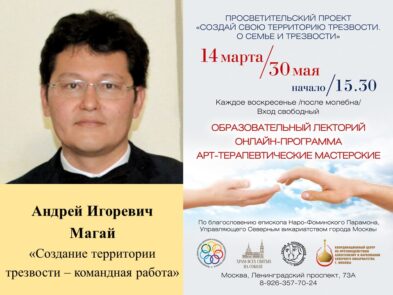 Андрей Игоревич
Магай
«Создание территории
трезвости – командная работа»
ПРОСВЕТИТЕЛЬСКИЙ ПРОЕКТ
«СОЗДАЙ СВОЮ ТЕРРИТОРИЮ ТРЕЗВОСТИ.
О СЕМЬЕ И ТРЕЗВОСТИ»
14 марта/30 мая
начало/15.30
Каждое воскресенье /после молебна/
Вход свободный
ОБРАЗОВАТЕЛЬНЫЙ ЛЕКТОРИЙ
ОНЛАЙН-ПРОГРАММА
АРТ-ТЕРАПЕВТИЧЕСКИЕ МАСТЕРСКИЕ
По благословению епископа Наро-Фоминского Парамона,
Управляющего Северным викариатством города Москвы
Москва, Ленинградский проспект, 73А
8-926-357-70-24